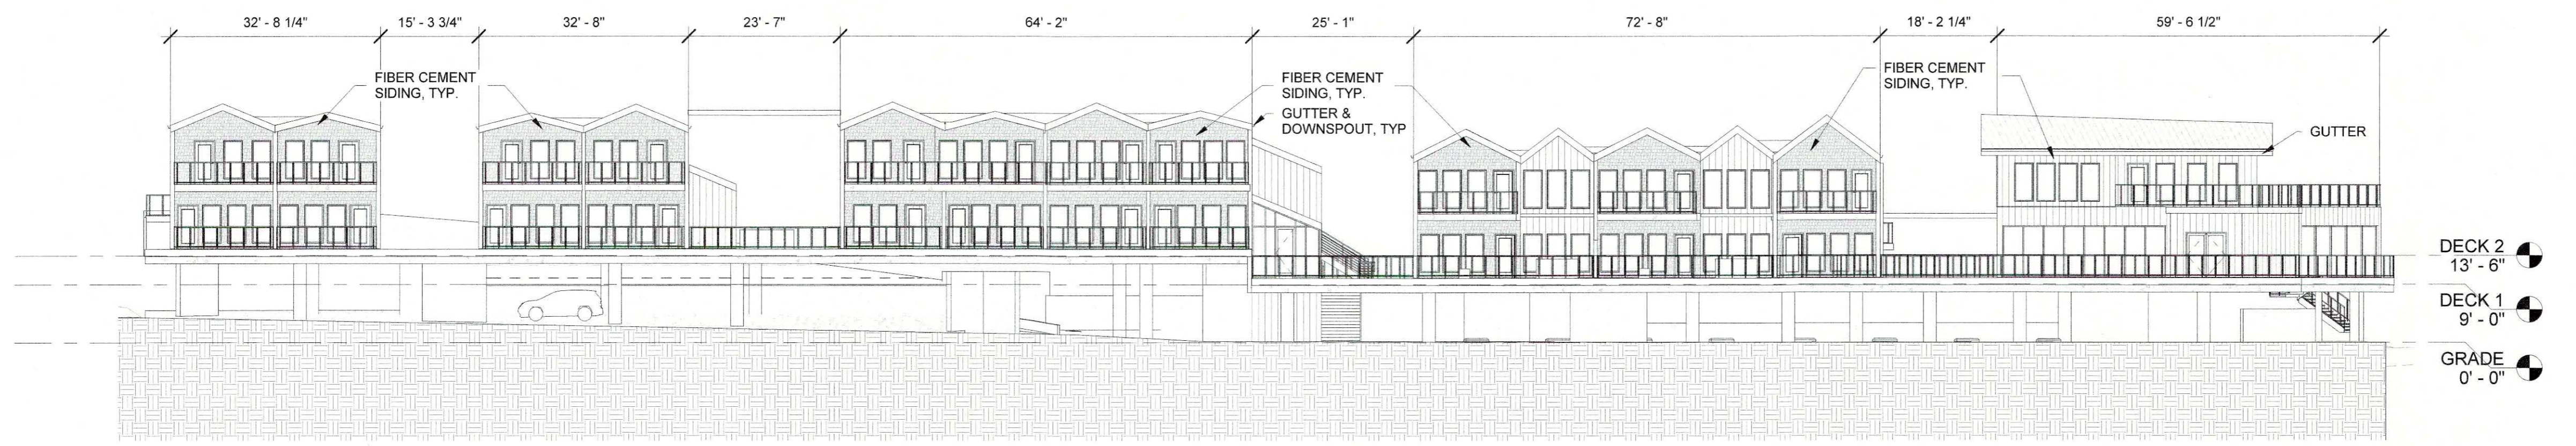 32' - 8 1/4"
15' - 3 3/4"
32' - 8"
23' - 7"
64' - 2"
25' - 1"
72' - 8"
18' - 2 1/4"
59' - 6 1/2"
FIBER CEMENT
SIDING, TYP.
FIBER CEMENT
SIDING, TYP.
GUTTER &
DOWNSPOUT, TYP
FIBER CEMENT
SIDING, TYP.
GUTTER
DECK 2
13' - 6"
DECK 1
9' - 0"
GRADE
0' - 0"